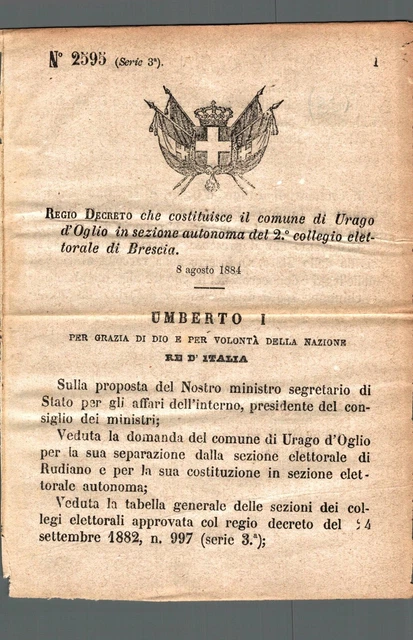 N° 2595 (Serie 3ª). 1
REGIO DECRETO che costituisce il comune di Urago
d'Oglio in sezione autonoma del 2.° collegio elet-
torale di Brescia.
8 agosto 1884
UMBERTO I
PER GRAZIA DI DIO E PER VOLONTÀ DELLA NAZIONE
RE D'ITALIA
Sulla proposta del Nostro ministro segretario di
Stato per gli affari dell'interno, presidente del con-
siglio dei ministri;
Veduta la domanda del comune di Urago d'Oglio
per la sua separazione dalla sezione elettorale di
Rudiano e per la sua costituzione in sezione elet-
torale autonoma;
Veduta la tabella generale delle sezioni dei col-
legi elettorali approvata col regio decreto del 24
settembre 1882, n. 997 (serie 3.ª);